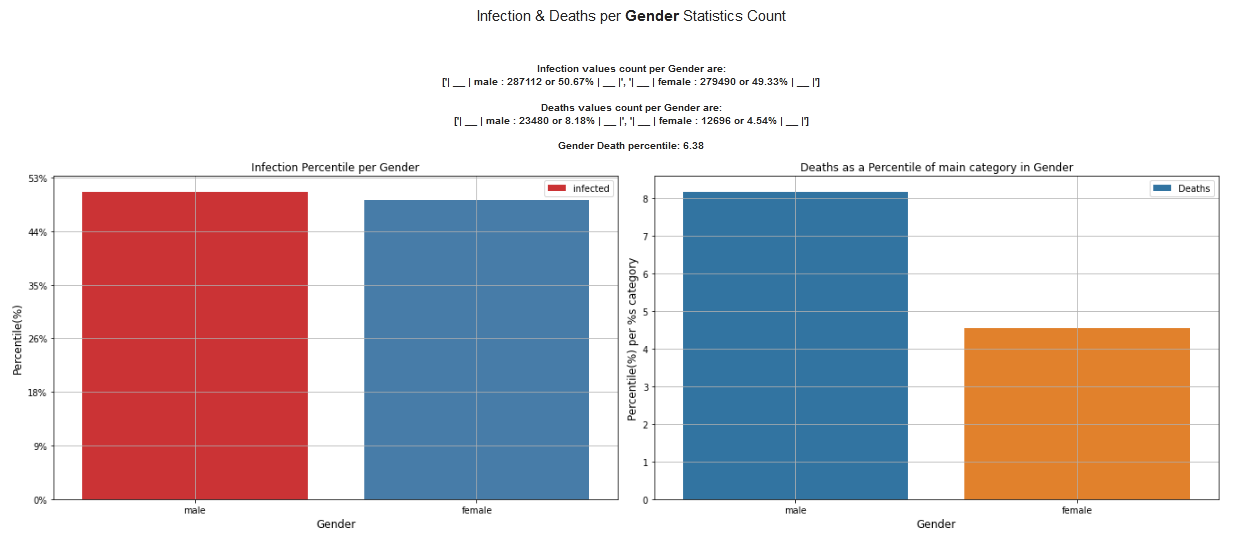 Infection & Deaths per Gender Statistics Count
Infection values count per Gender are:
['| __ | male : 287112 or 50.67% | __ |', '| __ | female : 279490 or 49.33% | __ |']
Deaths values count per Gender are:
['| __ | male : 23480 or 8.18% | __ |', '| __ | female : 12696 or 4.54% | __ |']
Gender Death percentile: 6.38
Infection Percentile per Gender
53%
44%
35%
26%
18%
9%
0%
Percentile(%)
infected
male
female
Gender
Deaths as a Percentile of main category in Gender
8
7
6
5
4
3
2
1
0
Percentile(%) per %s category
Deaths
male
female
Gender